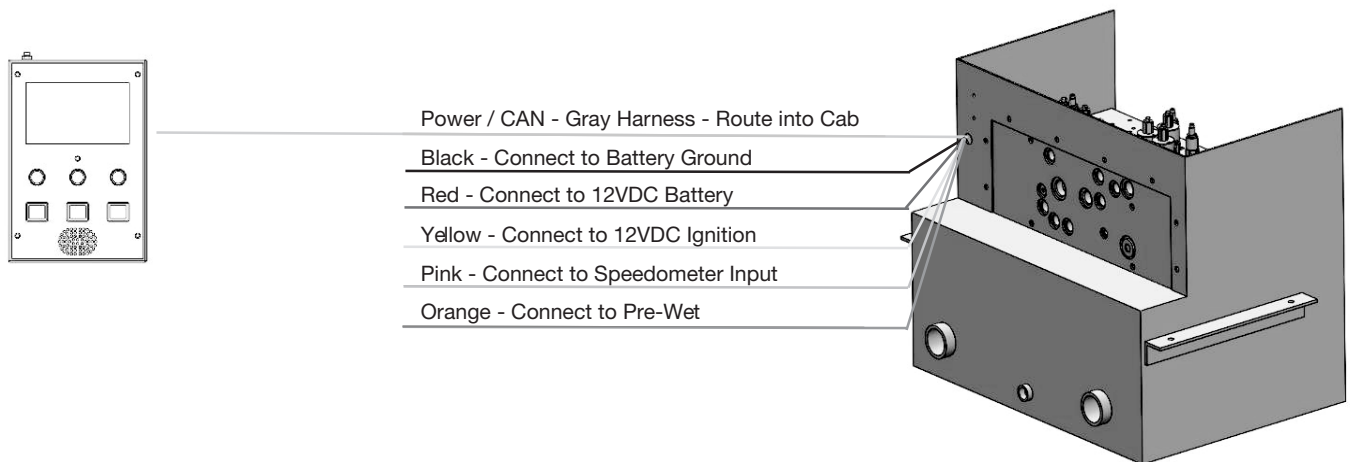 Power / CAN - Gray Harness - Route into Cab
Black - Connect to Battery Ground
Red - Connect to 12VDC Battery
Yellow - Connect to 12VDC Ignition
Pink - Connect to Speedometer Input
Orange - Connect to Pre-Wet